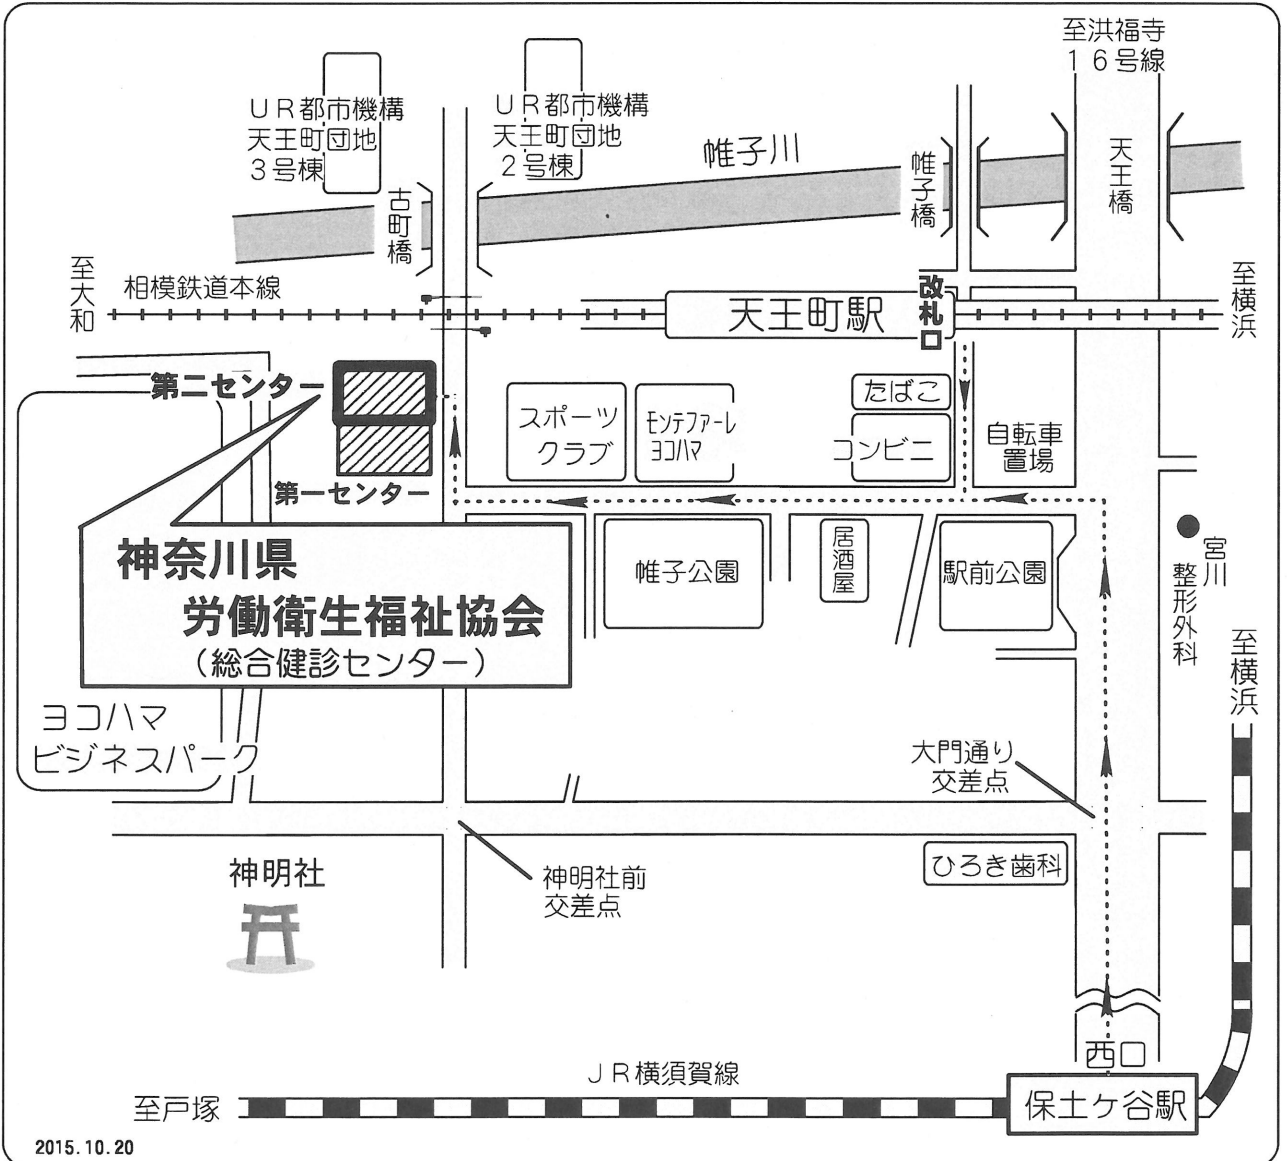 至洪福寺
１６号線
ＵＲ都市機構
天王町団地
３号棟
ＵＲ都市機構
天王町団地
２号棟
帷子川
古町橋
帷子橋
天王橋
至大和
相模鉄道本線
天王町駅
改札口
至横浜
第二センター
第一センター
スポーツ
クラブ
モンテファーレ
ヨコハマ
たばこ
コンビニ
自転車
置場
神奈川県
労働衛生福祉協会
（総合健診センター）
帷子公園
居酒屋
駅前公園
宮川
整形外科
至横浜
ヨコハマ
ビジネスパーク
大門通り
交差点
神明社
神明社前
交差点
ひろき歯科
西口
ＪＲ横須賀線
至戸塚
保土ヶ谷駅
2015.10.20